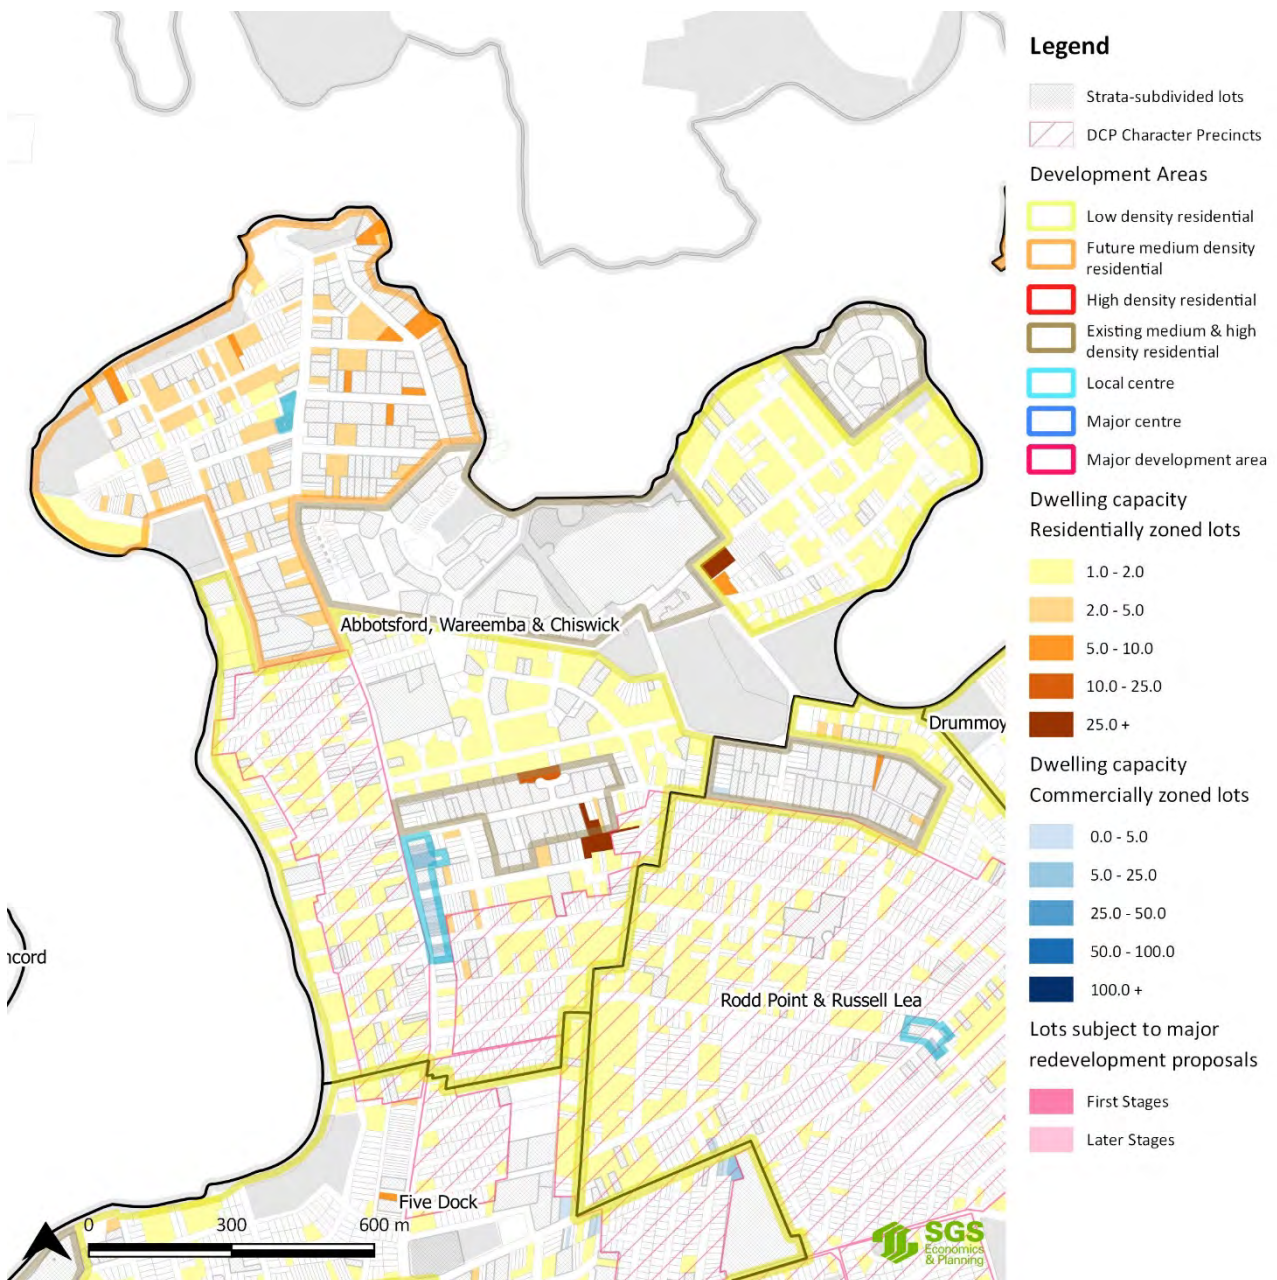 Legend
Strata-subdivided lots
DCP Character Precincts
Development Areas
Low density residential
Future medium density
residential
High density residential
Existing medium & high
density residential
Local centre
Major centre
Major development area
Dwelling capacity
Residentially zoned lots
1.0 - 2.0
2.0 - 5.0
5.0 - 10.0
10.0 - 25.0
25.0 +
Dwelling capacity
Commercially zoned lots
0.0 - 5.0
5.0 - 25.0
25.0 - 50.0
50.0 - 100.0
100.0 +
Lots subject to major
redevelopment proposals
First Stages
Later Stages
Abbotsford, Wareemba & Chiswick
Drummoy
ncord
Rodd Point & Russell Lea
Five Dock
0 300 600 m
SGS
Economics
& Planning